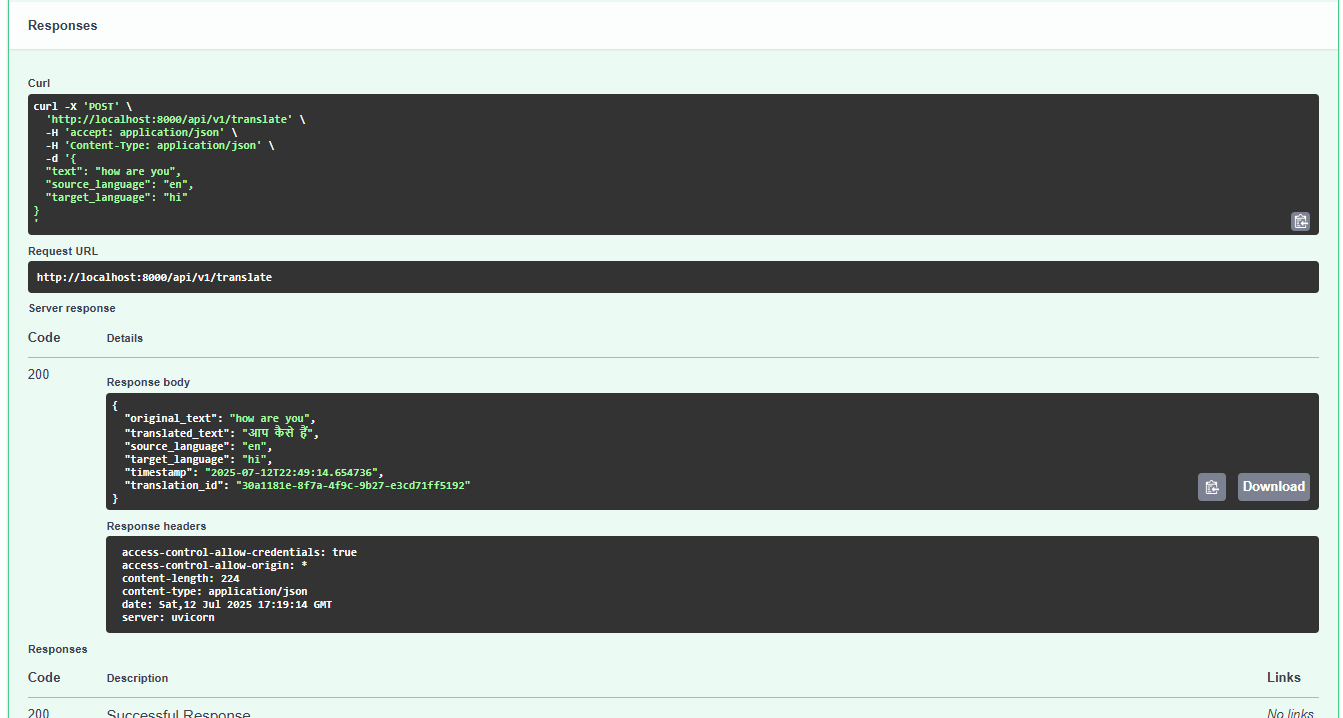 Responses
Curl
curl -X 'POST' \
'http://localhost:8000/api/v1/translate' \
-H 'accept: application/json' \
-H 'Content-Type: application/json' \
-d '{
"text": "how are you",
"source_language": "en",
"target_language": "hi"
}
'
Request URL
http://localhost:8000/api/v1/translate
Server response
Code Details
200
Response body
{
"original_text": "how are you",
"translated_text": "आप कैसे हैं",
"source_language": "en",
"target_language": "hi",
"timestamp": "2025-07-12T22:49:14.654736",
"translation_id": "30a1181e-8f7a-4f9c-9b27-e3cd71ff5192"
}
Download
Response headers
access-control-allow-credentials: true
access-control-allow-origin: *
content-length: 224
content-type: application/json
date: Sat,12 Jul 2025 17:19:14 GMT
server: uvicorn
Responses
Code Description Links
200 Successful Response No links